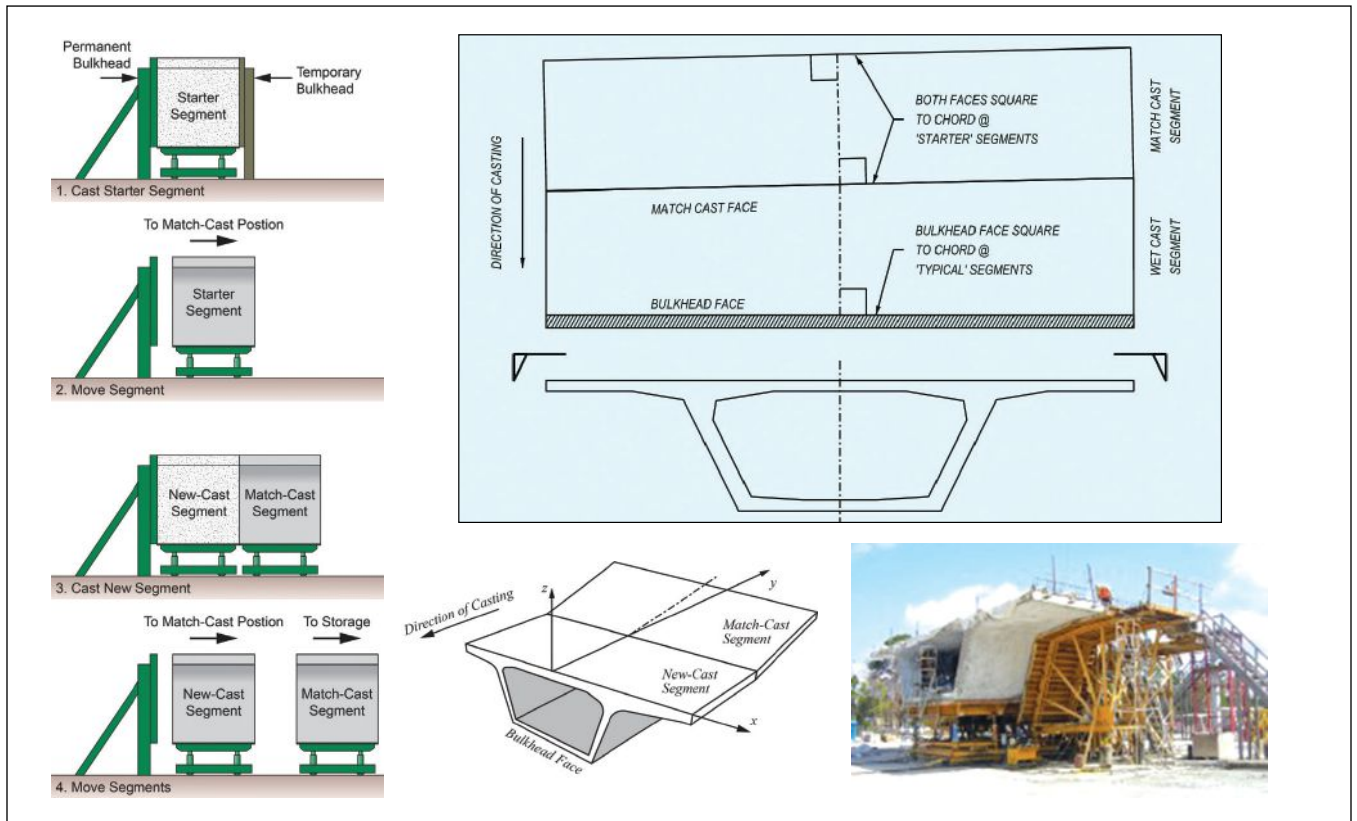 Permanent
Bulkhead
Temporary
Bulkhead
Starter
Segment
1. Cast Starter Segment
To Match-Cast Postion
Starter
Segment
2. Move Segment
New-Cast
Segment
Match-Cast
Segment
3. Cast New Segment
To Match-Cast Postion
To Storage
New-Cast
Segment
Match-Cast
Segment
4. Move Segments
DIRECTION OF CASTING
BOTH FACES SQUARE
TO CHORD @
'STARTER' SEGMENTS
MATCH CAST
SEGMENT
MATCH CAST FACE
BULKHEAD FACE SQUARE
TO CHORD @
'TYPICAL' SEGMENTS
WET CAST
SEGMENT
BULKHEAD FACE
Direction of Casting
z
y
Match-Cast
Segment
New-Cast
Segment
x
Bulkhead Face